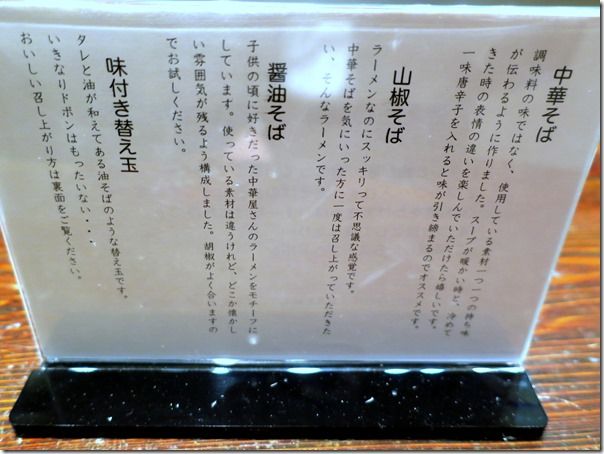 中華そば
調味料の味ではなく、使用している素材一つ一つの持ち味
が伝わるように作りました。スープが暖かい時と、冷めて
きた時の表情の違いを楽しんでいただけたら嬉しいです。
一味唐辛子を入れると味が引き締まるのでオススメです。
山椒そば
ラーメンなのにスッキリって不思議な感覚です。
中華そばを気にいった方に一度は召し上がっていただきた
い、そんなラーメンです。
醤油そば
子供の頃に好きだった中華屋さんのラーメンをモチーフに
しています。使っている素材は違うけれど、どこか懐かし
い雰囲気が残るよう構成しました。胡椒がよく合いますの
でお試しください。
味付き替え玉
タレと油が和えてある油そばのような替え玉です。
いきなりドボンはもったいない・・・
おいしい召し上がり方は裏面をご覧ください。